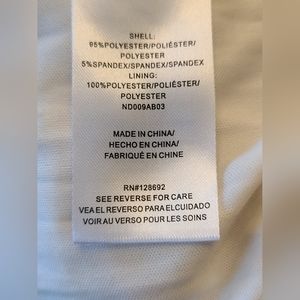 SHELL:
95%POLYESTER/POLIÉSTER/
POLYESTER
5%SPANDEX/SPANDEX/SPANDEX
LINING:
100%POLYESTER/POLIÉSTER/
POLYESTER
ND009AB03
MADE IN CHINA/
HECHO EN CHINA/
FABRIQUÉ EN CHINE
RN#128692
SEE REVERSE FOR CARE
VEA EL REVERSO PARA ELCUIDADO
VOIR AU VERSO POUR LES SOINS